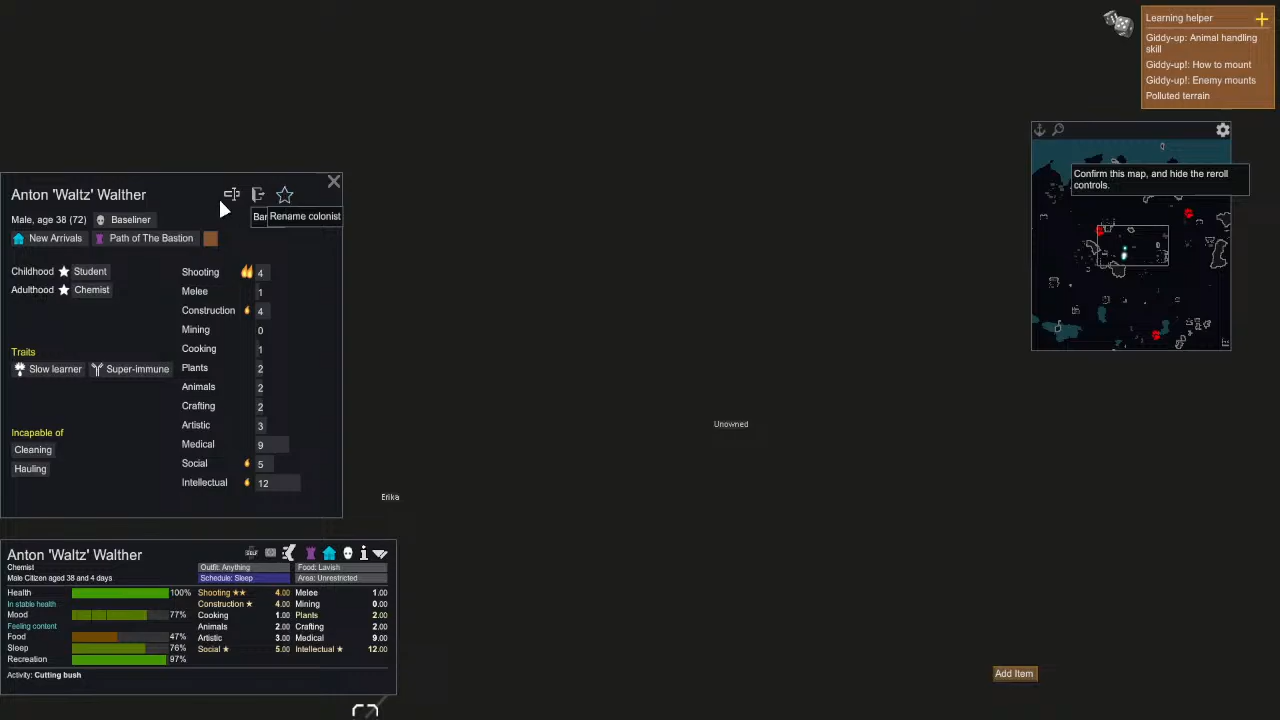 Learning helper
Giddy-up: Animal handling
skill
Giddy-up!: How to mount
Giddy-up!: Enemy mounts
Polluted terrain
Confirm this map, and hide the reroll
controls.
Anton 'Waltz' Walther
Male, age 38 (72) Baseliner
Bar Rename colonist
New Arrivals Path of The Bastion
Childhood Student
Adulthood Chemist
Traits
Slow learner Super-immune
Incapable of
Cleaning
Hauling
Shooting 4
Melee 1
Construction 4
Mining 0
Cooking 1
Plants 2
Animals 2
Crafting 2
Artistic 3
Medical 9
Social 5
Intellectual 12
Unowned
Erika
Anton 'Waltz' Walther
Chemist
Male Citizen aged 38 and 4 days
Outfit: Anything Food: Lavish
Schedule: Sleep Area: Unrestricted
Health 100%
In stable health
Mood 77%
Feeling content
Food 47%
Sleep 76%
Recreation 97%
Shooting ★★ 4.00 Melee 1.00
Construction ★ 4.00 Mining 0.00
Cooking 1.00 Plants 2.00
Animals 2.00 Crafting 2.00
Artistic 3.00 Medical 9.00
Social ★ 5.00 Intellectual ★ 12.00
Activity: Cutting bush
Add Item